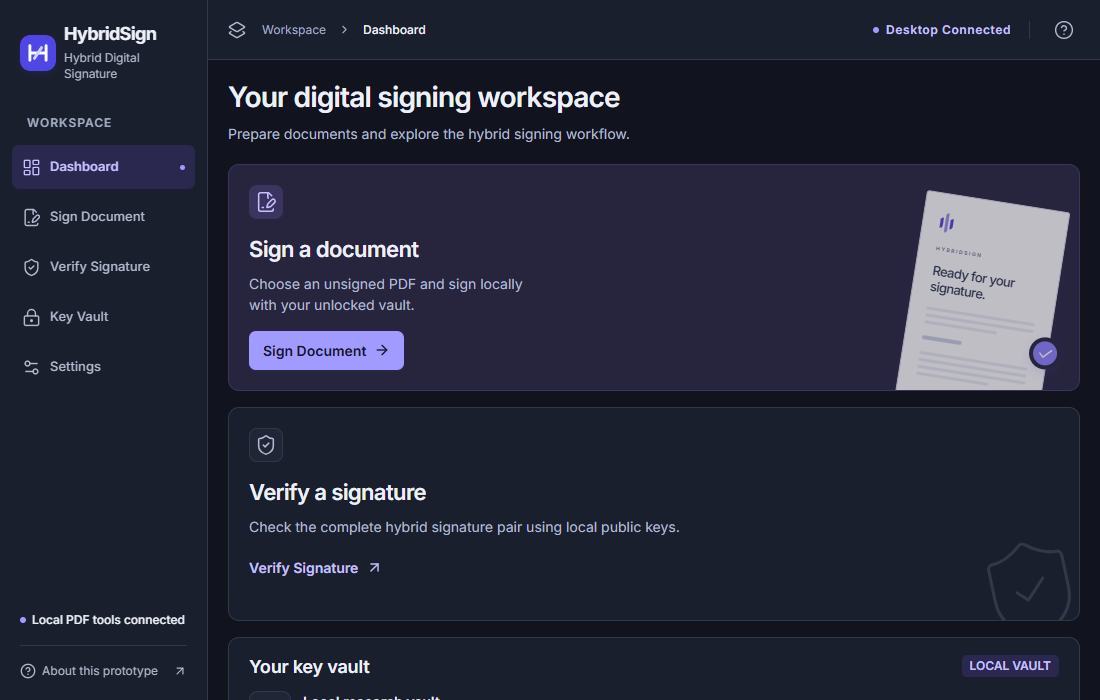 HybridSign
Hybrid Digital
Signature
WORKSPACE
Dashboard
Sign Document
Verify Signature
Key Vault
Settings
Local PDF tools connected
About this prototype
Workspace
Dashboard
Desktop Connected
Your digital signing workspace
Prepare documents and explore the hybrid signing workflow.
Sign a document
Choose an unsigned PDF and sign locally
with your unlocked vault.
Sign Document
HYBRIDSIGN
Ready for your
signature.
Verify a signature
Check the complete hybrid signature pair using local public keys.
Verify Signature
Your key vault
LOCAL VAULT
Local research vault